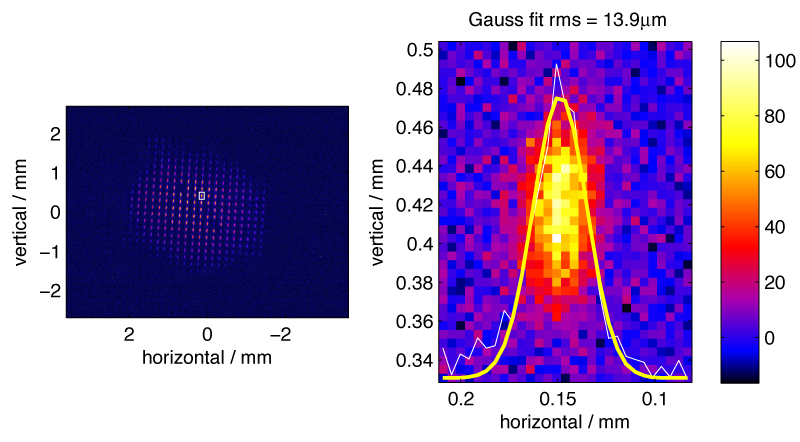 Gauss fit rms = 13.9μm
vertical / mm
2
1
0
−1
−2
2 0 −2
horizontal / mm
vertical / mm
0.5
0.48
0.46
0.44
0.42
0.4
0.38
0.36
0.34
0.2 0.15 0.1
horizontal / mm
100
80
60
40
20
0